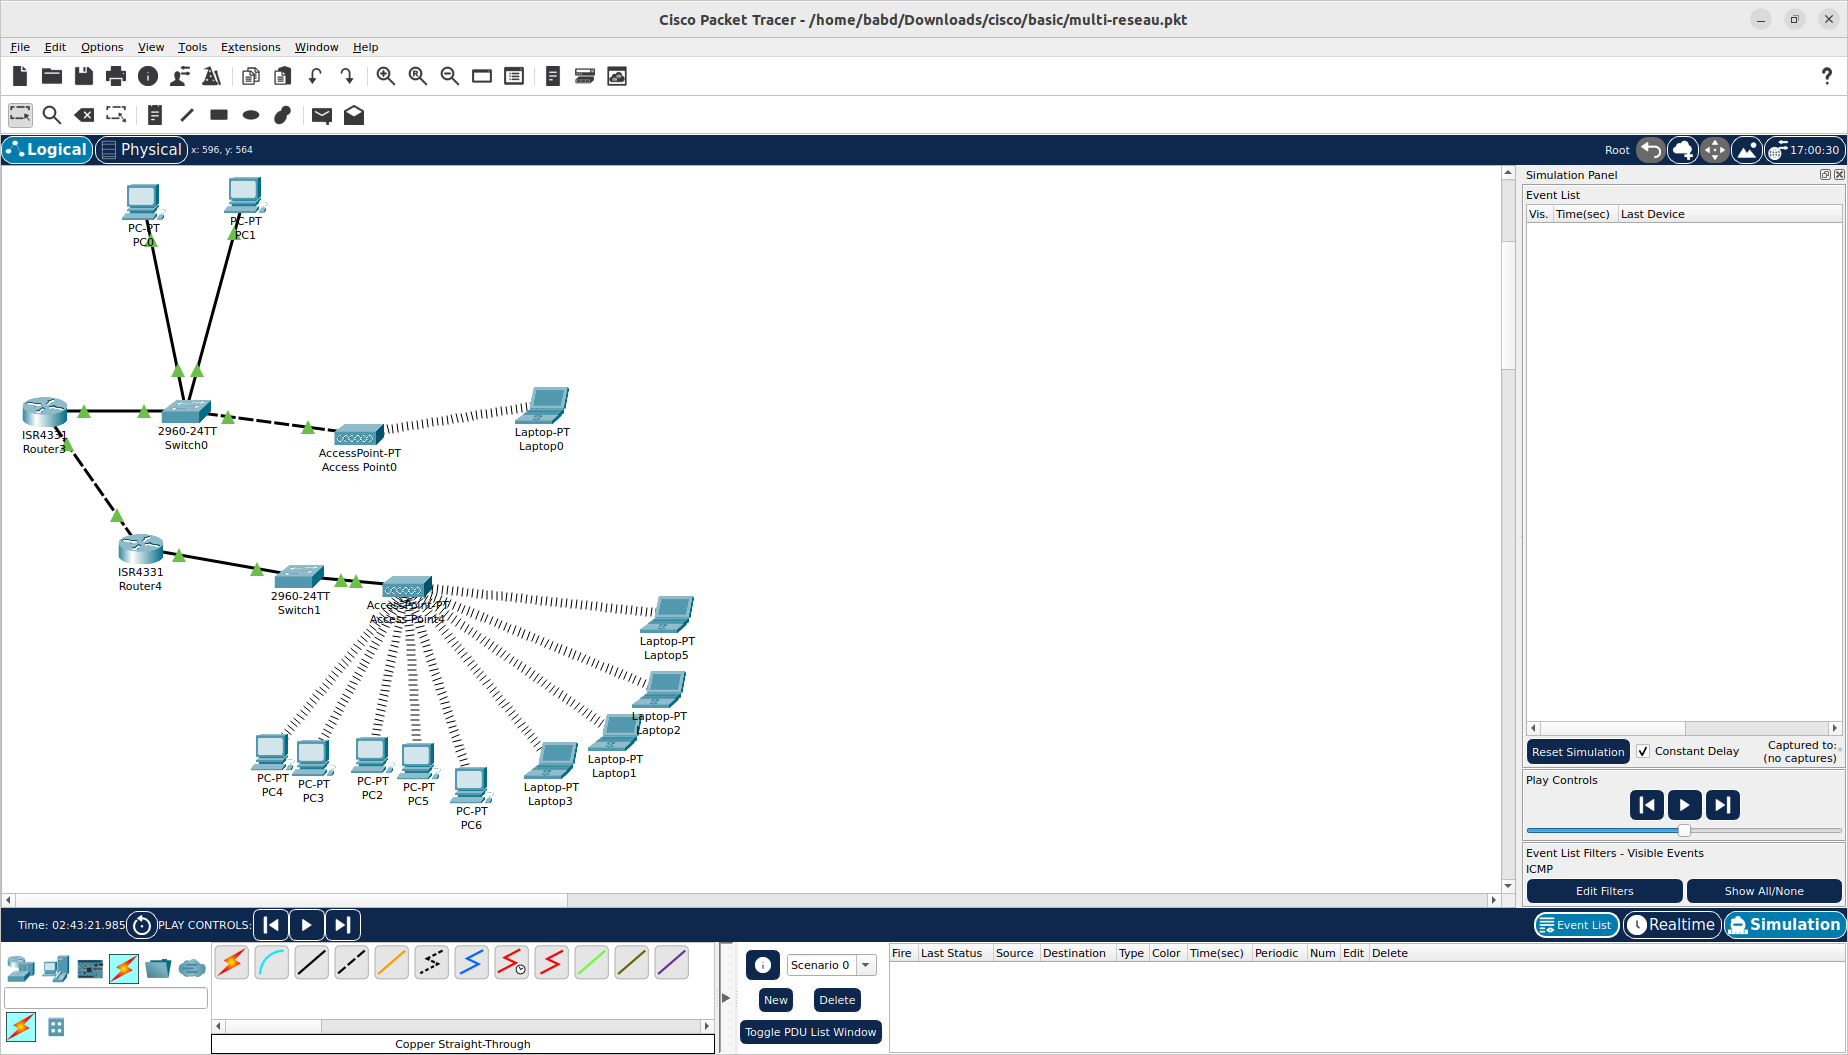 Cisco Packet Tracer - /home/babd/Downloads/cisco/basic/multi-reseau.pkt
File Edit Options View Tools Extensions Window Help
Logical Physical x: 596, y: 564 Root 17:00:30
PC-PT
PC0
PC-PT
PC1
ISR4331
Router3
2960-24TT
Switch0
AccessPoint-PT
Access Point0
Laptop-PT
Laptop0
ISR4331
Router4
2960-24TT
Switch1
AccessPoint-PT
Access Point4
Laptop-PT
Laptop5
Laptop-PT
Laptop2
Laptop-PT
Laptop1
Laptop-PT
Laptop3
PC-PT
PC4
PC-PT
PC3
PC-PT
PC2
PC-PT
PC5
PC-PT
PC6
Simulation Panel
Event List
Vis. Time(sec) Last Device
Reset Simulation Constant Delay Captured to:
(no captures)
Play Controls
Event List Filters - Visible Events
ICMP
Edit Filters Show All/None
Time: 02:43:21.985 PLAY CONTROLS: Event List Realtime Simulation
Scenario 0
New Delete
Toggle PDU List Window
Fire Last Status Source Destination Type Color Time(sec) Periodic Num Edit Delete
Copper Straight-Through